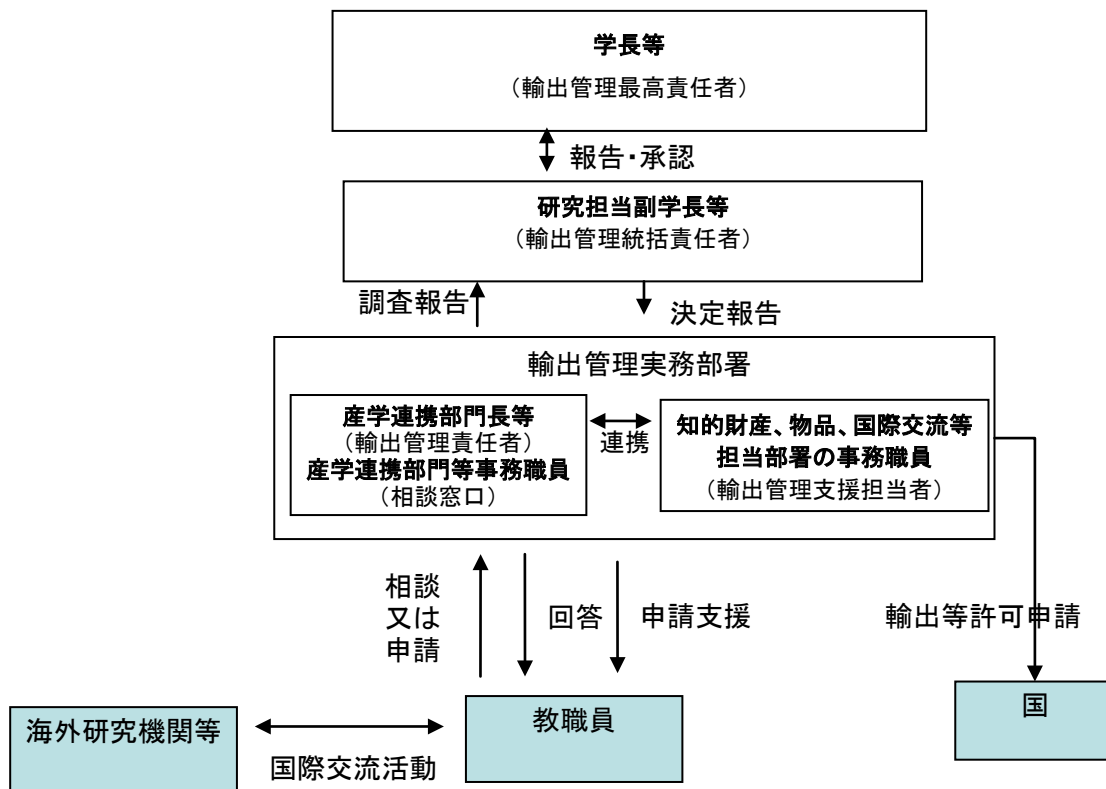 学長等
（輸出管理最高責任者）
報告・承認
研究担当副学長等
（輸出管理統括責任者）
調査報告
決定報告
輸出管理実務部署
産学連携部門長等
（輸出管理責任者）
産学連携部門等事務職員
（相談窓口）
連携
知的財産、物品、国際交流等
担当部署の事務職員
（輸出管理支援担当者）
相談
又は
申請
回答
申請支援
輸出等許可申請
海外研究機関等
国際交流活動
教職員
国